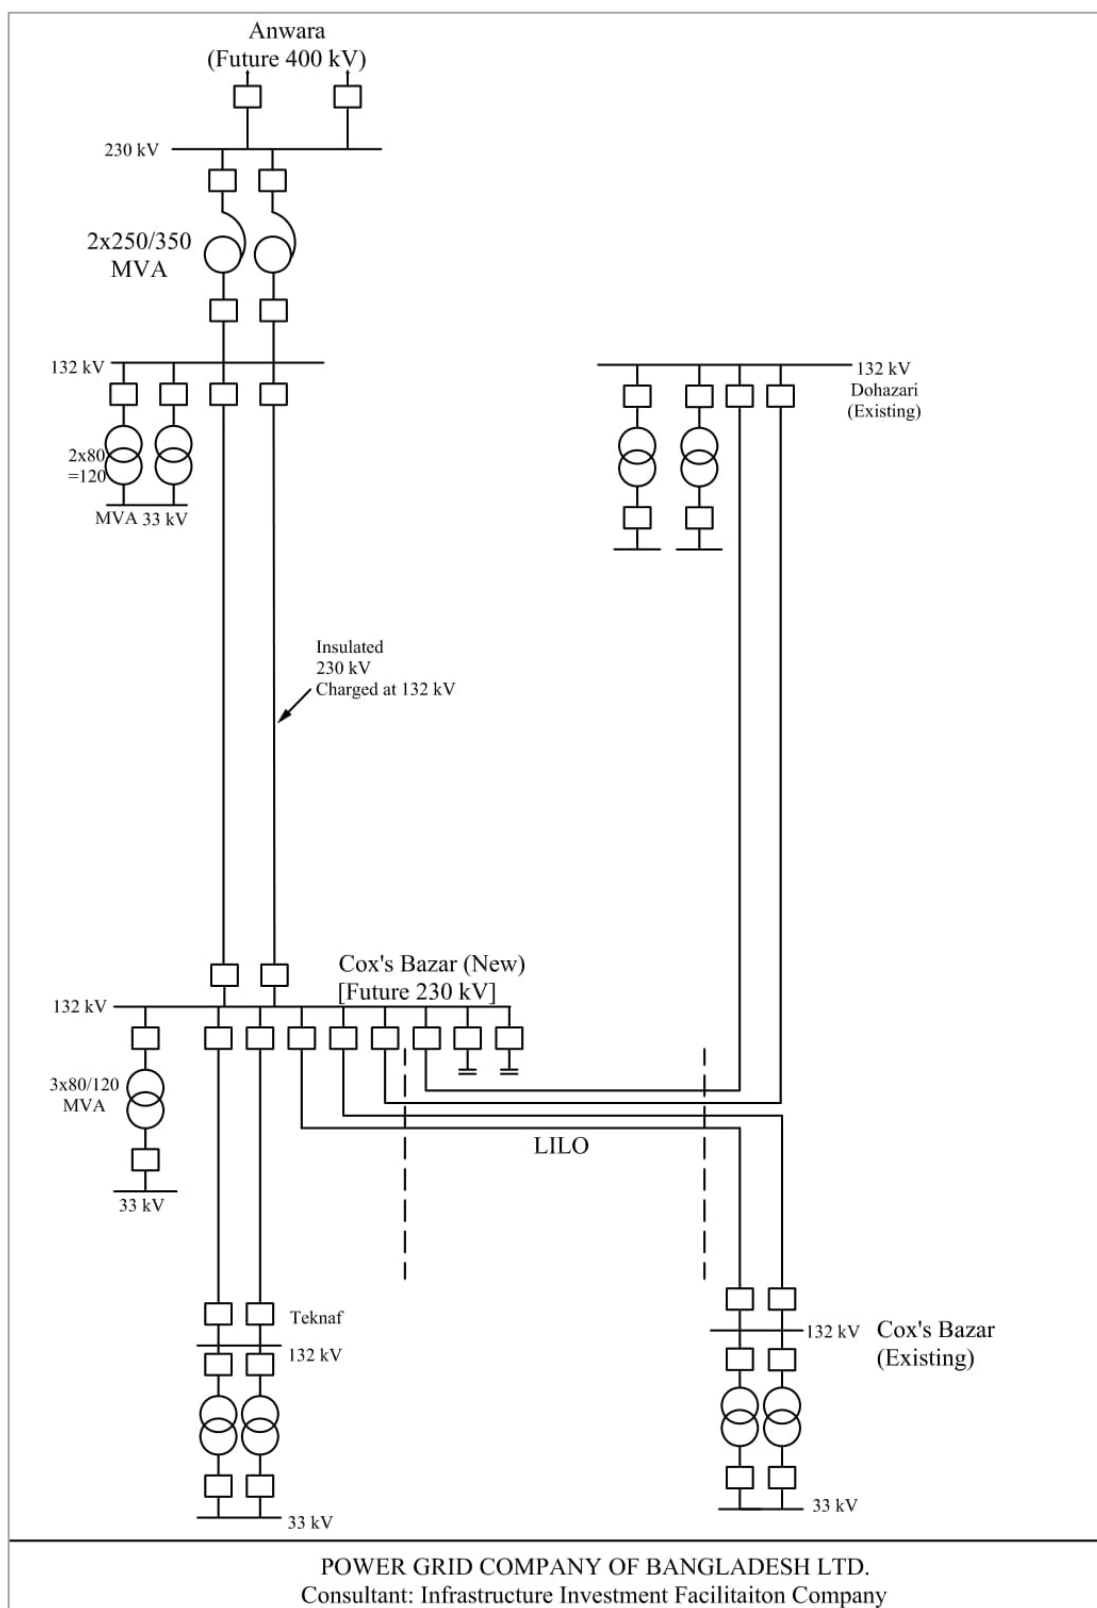 Anwara
(Future 400 kV)
230 kV
2x250/350
MVA
132 kV
132 kV
Dohazari
(Existing)
2x80
=120
MVA 33 kV
Insulated
230 kV
Charged at 132 kV
Cox's Bazar (New)
[Future 230 kV]
132 kV
3x80/120
MVA
33 kV
LILO
Teknaf
132 kV
33 kV
132 kV
Cox's Bazar
(Existing)
33 kV
POWER GRID COMPANY OF BANGLADESH LTD.
Consultant: Infrastructure Investment Facilitaiton Company